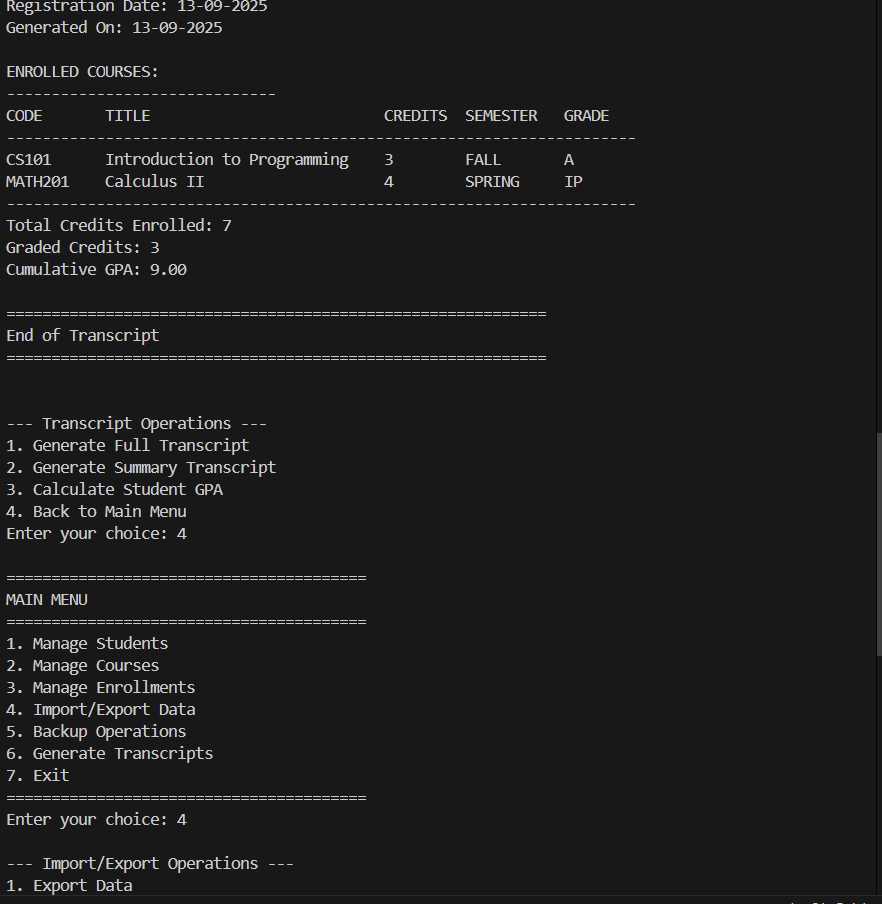 Registration Date: 13-09-2025
Generated On: 13-09-2025
ENROLLED COURSES:
------------------------------
CODE       TITLE                          CREDITS  SEMESTER   GRADE
----------------------------------------------------------------------
CS101      Introduction to Programming    3        FALL       A
MATH201    Calculus II                    4        SPRING     IP
----------------------------------------------------------------------
Total Credits Enrolled: 7
Graded Credits: 3
Cumulative GPA: 9.00
============================================================
End of Transcript
============================================================
--- Transcript Operations ---
1. Generate Full Transcript
2. Generate Summary Transcript
3. Calculate Student GPA
4. Back to Main Menu
Enter your choice: 4
========================================
MAIN MENU
========================================
1. Manage Students
2. Manage Courses
3. Manage Enrollments
4. Import/Export Data
5. Backup Operations
6. Generate Transcripts
7. Exit
========================================
Enter your choice: 4
--- Import/Export Operations ---
1. Export Data